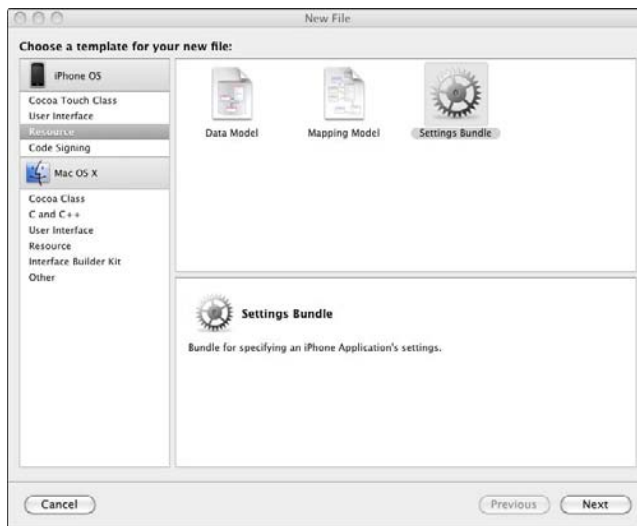 New File
Choose a template for your new file:
iPhone OS
Cocoa Touch Class
User Interface
Resource
Code Signing
Mac OS X
Cocoa Class
C and C++
User Interface
Resource
Interface Builder Kit
Other
Data Model
Mapping Model
Settings Bundle
Settings Bundle
Bundle for specifying an iPhone Application's settings.
Cancel
Previous
Next